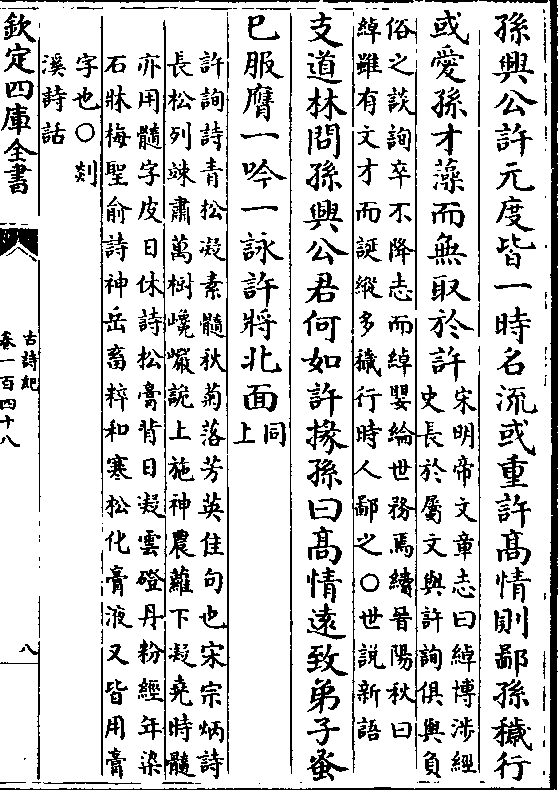 孫興公許元度皆一時名流或重許髙情則鄙孫穢行
或愛孫才藻而無取於許
宋明帝文章志曰綽博涉經
史長於屬文與許詢俱與負
俗之談詢卒不降志而綽嬰綸世務焉續晉陽秋曰
綽雖有文才而誕縱多穢行時人鄙之○世説新語
支道林問孫興公君何如許掾孫曰髙情遠致弟子蚤
已服膺一吟一詠許將北面
同
上
許詢詩青松凝素髓秋菊落芳英佳句也宋宗炳詩
長松列竦肅萬樹巉巖詭上施神農蘿下凝堯時髓
亦用髓字皮日休詩松膏背日凝雲磴丹粉經年染
石牀梅聖俞詩神岳畜粹和寒松化膏液又皆用膏
字也○剡
溪詩話
欽定四庫全書
古詩紀
卷一百四十八
八